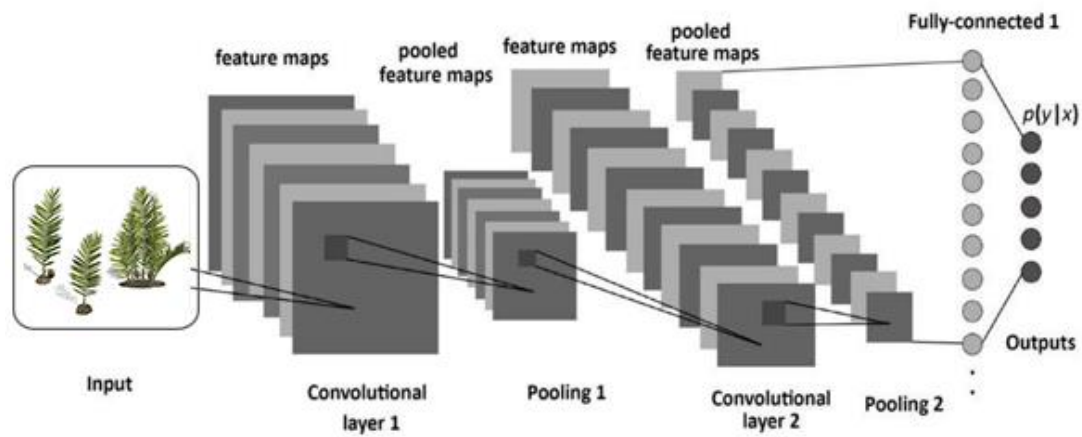 Fully-connected 1
feature maps
pooled
feature maps
feature maps
pooled
feature maps
p(y|x)
Input
Convolutional
layer 1
Pooling 1
Convolutional
layer 2
Pooling 2
Outputs